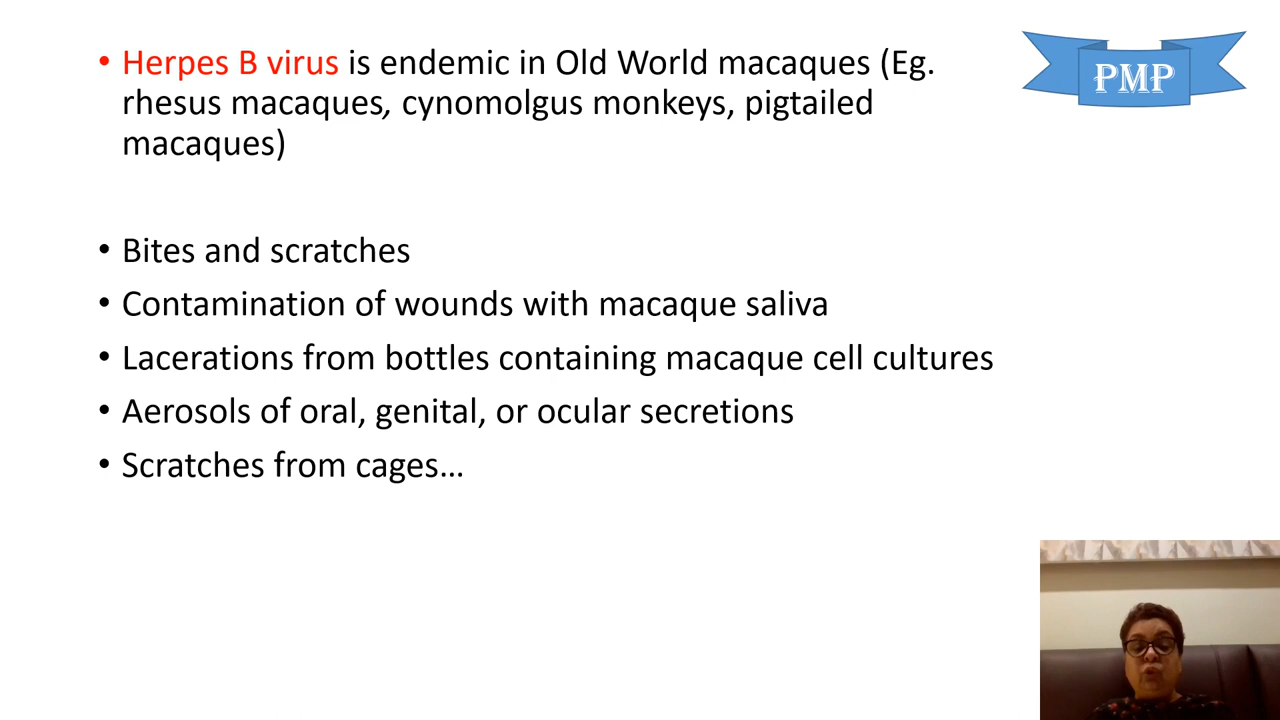 • Herpes B virus is endemic in Old World macaques (Eg.
rhesus macaques, cynomolgus monkeys, pigtailed
macaques)
PMP
• Bites and scratches
• Contamination of wounds with macaque saliva
• Lacerations from bottles containing macaque cell cultures
• Aerosols of oral, genital, or ocular secretions
• Scratches from cages…